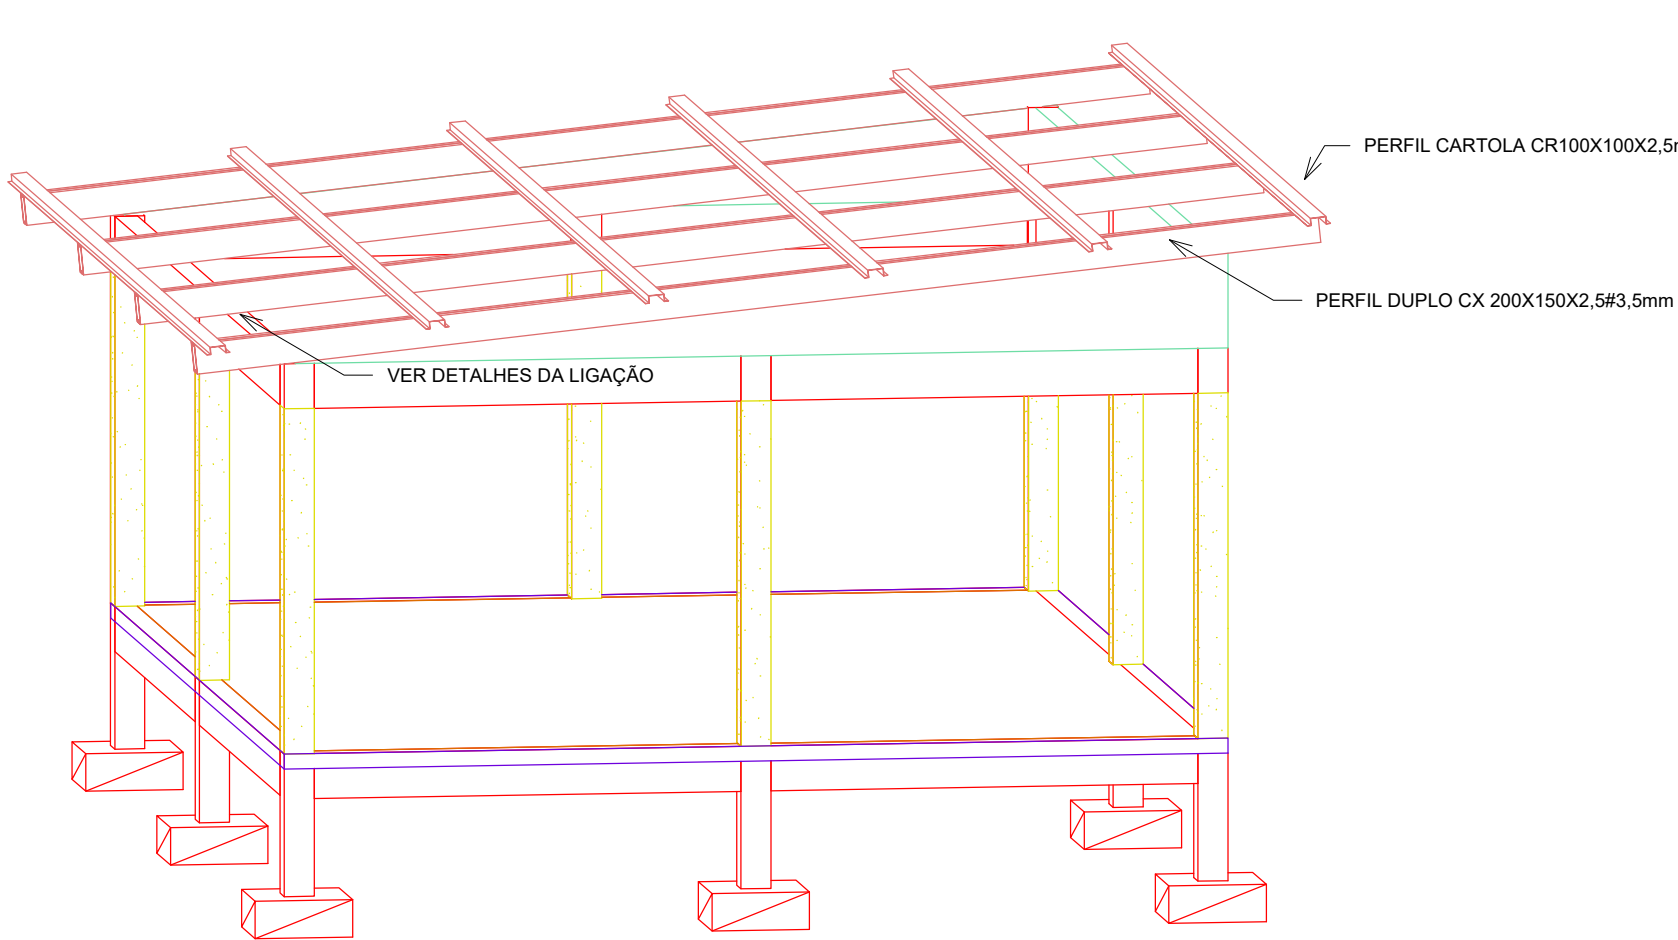 PERFIL CARTOLA CR100X100X2,5
PERFIL DUPLO CX 200X150X2,5#3,5mm
VER DETALHES DA LIGAÇÃO